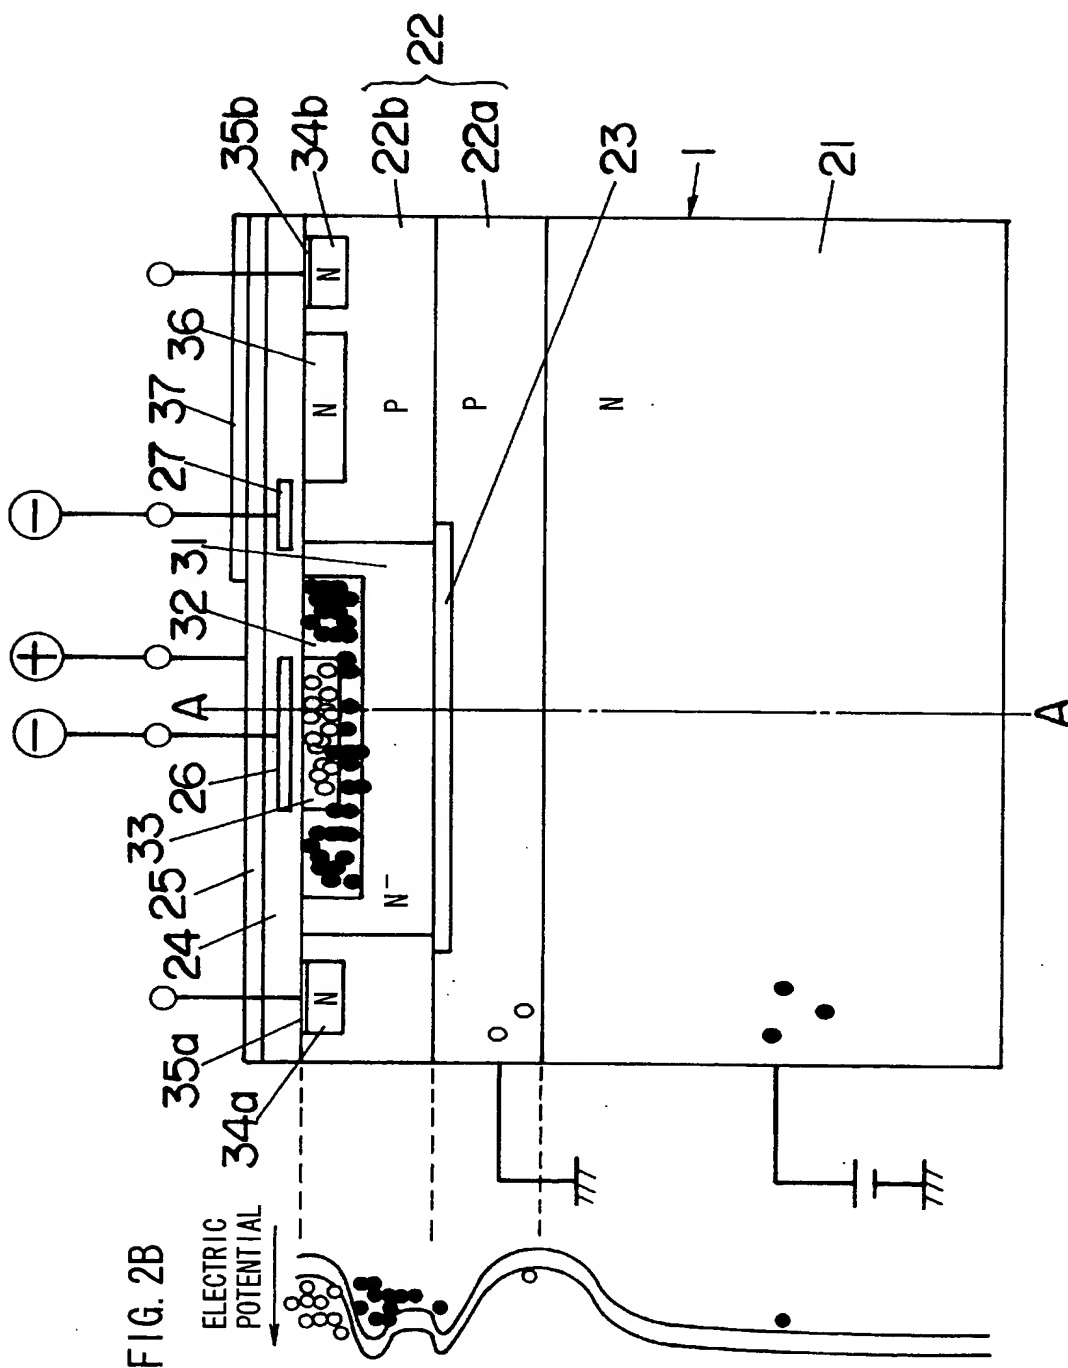 FIG. 2B
ELECTRIC
POTENTIAL
35a
34a
24
25
33
26
A
32
31
27
37
36
35b
34b
22b
22
22a
23
1
21
−
+
−
N
N
N
N⁻
P
P
N
A